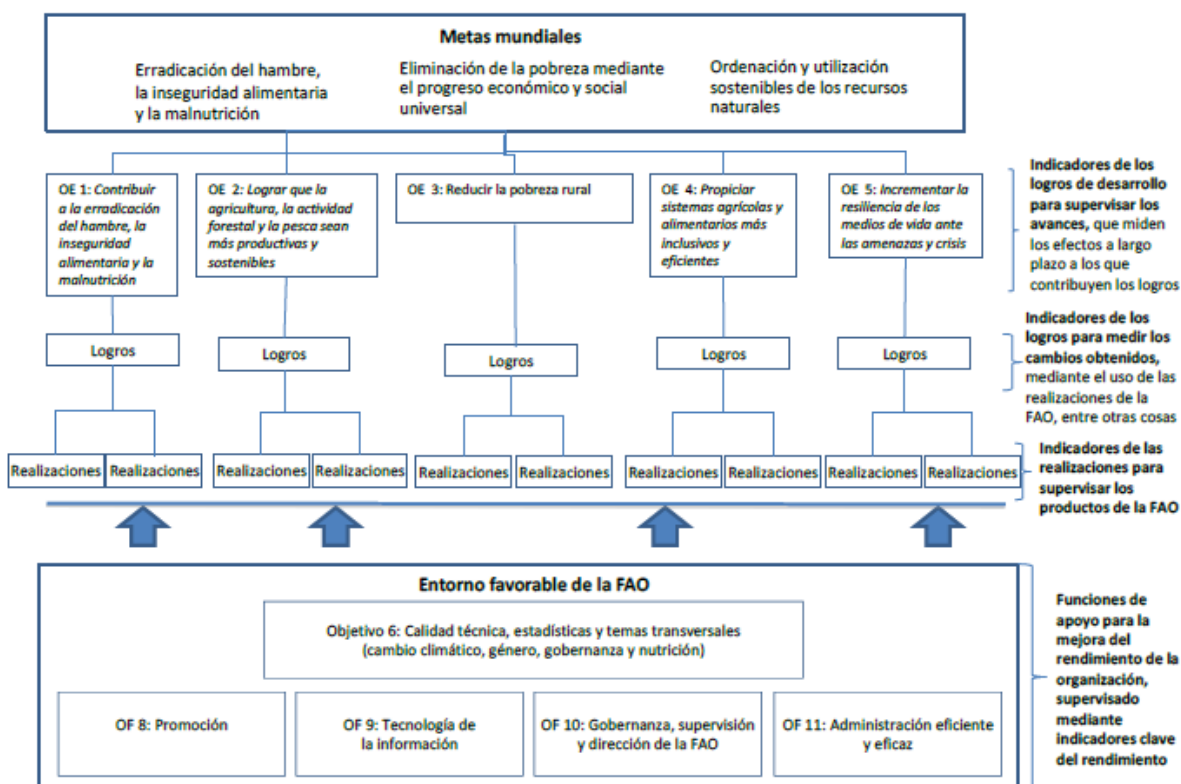 Metas mundiales
Erradicación del hambre,
la inseguridad alimentaria
y la malnutrición
Eliminación de la pobreza mediante
el progreso económico y social
universal
Ordenación y utilización
sostenibles de los recursos
naturales
OE 1: Contribuir
a la erradicación
del hambre, la
inseguridad
alimentaria y la
malnutrición
OE 2: Lograr que la
agricultura, la actividad
forestal y la pesca sean
más productivas y
sostenibles
OE 3: Reducir la pobreza rural
OE 4: Propiciar
sistemas agrícolas y
alimentarios más
inclusivos y
eficientes
OE 5: Incrementar la
resiliencia de los
medios de vida ante
las amenazas y crisis
Indicadores de los
logros de desarrollo
para supervisar los
avances, que miden
los efectos a largo
plazo a los que
contribuyen los logros
Logros
Logros
Logros
Logros
Logros
Indicadores de los
logros para medir los
cambios obtenidos,
mediante el uso de las
realizaciones de la
FAO, entre otras cosas
Realizaciones
Realizaciones
Realizaciones
Realizaciones
Realizaciones
Realizaciones
Realizaciones
Realizaciones
Realizaciones
Realizaciones
Indicadores de las
realizaciones para
supervisar los
productos de la FAO
Entorno favorable de la FAO
Objetivo 6: Calidad técnica, estadísticas y temas transversales
(cambio climático, género, gobernanza y nutrición)
OF 8: Promoción
OF 9: Tecnología de
la información
OF 10: Gobernanza, supervisión
y dirección de la FAO
OF 11: Administración eficiente
y eficaz
Funciones de
apoyo para la
mejora del
rendimiento de la
organización,
supervisado
mediante
indicadores clave
del rendimiento